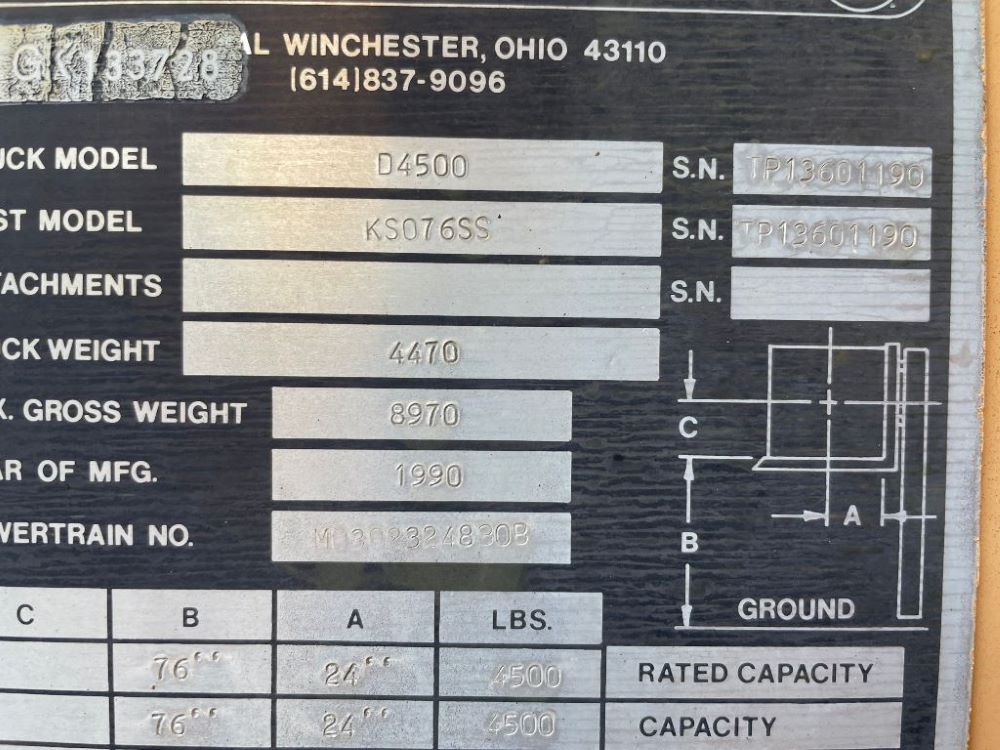 AL WINCHESTER, OHIO 43110
(614)837-9096
UCK MODEL D4500 S.N. TP13601190
ST MODEL KS076SS S.N. TP13601190
TACHMENTS S.N.
CK WEIGHT 4470
X. GROSS WEIGHT 8970
AR OF MFG. 1990
WERTRAIN NO.
C
B
A
B
GROUND
C B A LBS.
76" 24" 4500 RATED CAPACITY
76" 24" 4500 CAPACITY